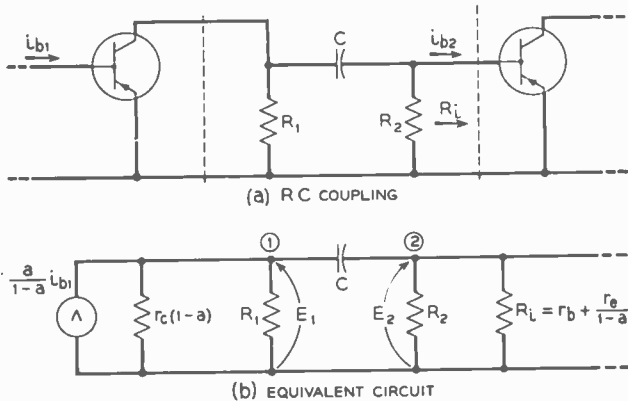 i_b1
C
i_b2
R_1
R_2
R_i
(a) RC COUPLING
① ②
a/(1-a) i_b1
r_c(1-a)
R_1
E_1
C
E_2
R_2
R_i = r_b + r_e/(1-a)
(b) EQUIVALENT CIRCUIT